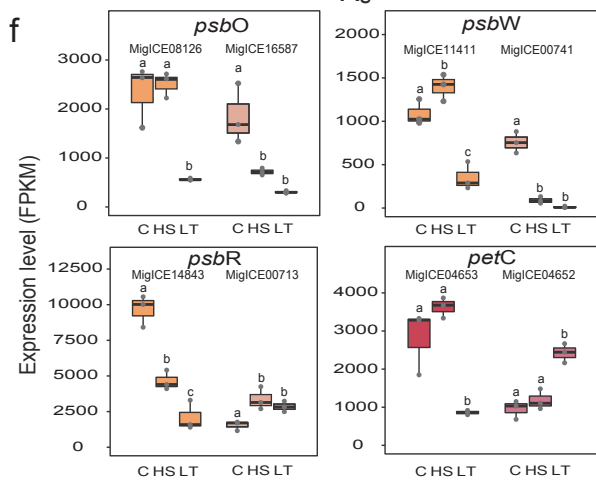 f
psbO
MigICE08126 MigICE16587
3000
2000
1000
0
a a b a b b
C HS LT C HS LT
psbW
MigICE11411 MigICE00741
1500
1000
500
0
a b c a b b
C HS LT C HS LT
Expression level (FPKM)
psbR
MigICE14843 MigICE00713
12500
10000
7500
5000
2500
0
a b c a b b
C HS LT C HS LT
petC
MigICE04653 MigICE04652
4000
3000
2000
1000
0
a a b a a b
C HS LT C HS LT